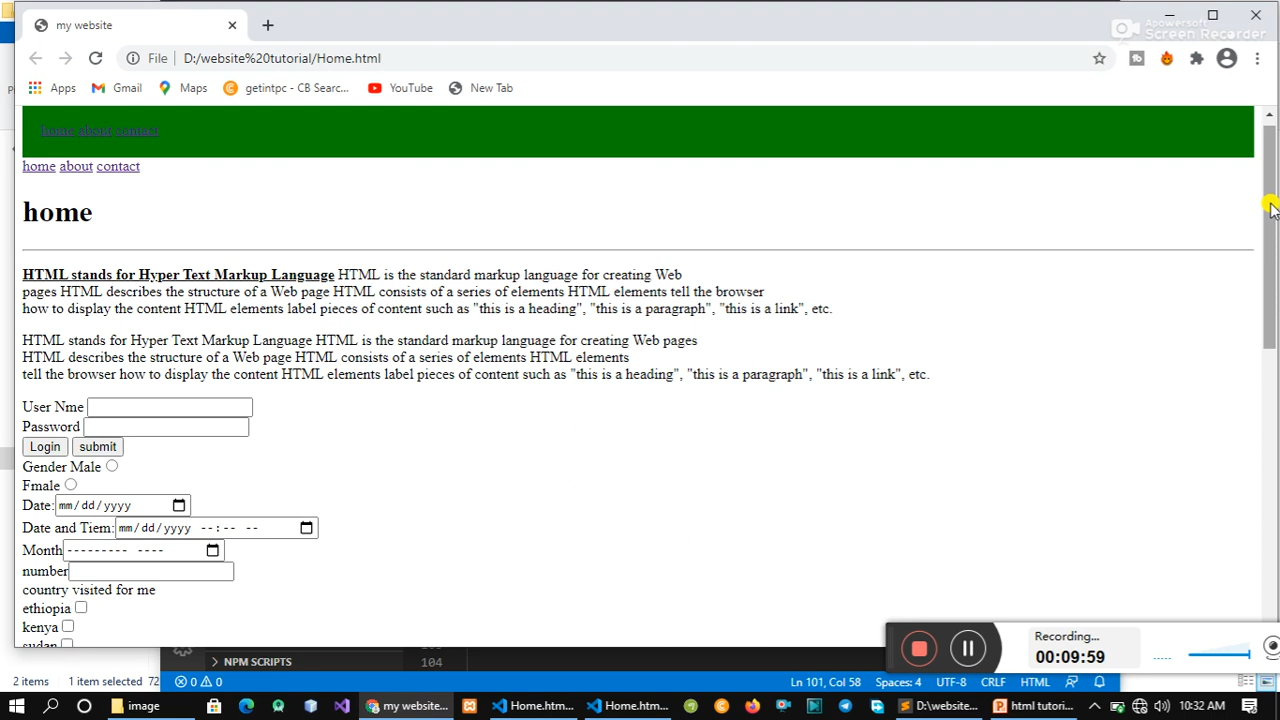 my website
Apowersoft
Screen Recorder
File D:/website%20tutorial/Home.html
Apps Gmail Maps getintpc - CB Searc... YouTube New Tab
home about contact
home about contact
home
HTML stands for Hyper Text Markup Language HTML is the standard markup language for creating Web
pages HTML describes the structure of a Web page HTML consists of a series of elements HTML elements tell the browser
how to display the content HTML elements label pieces of content such as "this is a heading", "this is a paragraph", "this is a link", etc.
HTML stands for Hyper Text Markup Language HTML is the standard markup language for creating Web pages
HTML describes the structure of a Web page HTML consists of a series of elements HTML elements
tell the browser how to display the content HTML elements label pieces of content such as "this is a heading", "this is a paragraph", "this is a link", etc.
User Nme
Password
Login submit
Gender Male
Fmale
Date: mm/dd/yyyy
Date and Tiem: mm/dd/yyyy --:-- --
Month --------- ----
number
country visited for me
ethiopia
kenya
sudan
Recording...
00:09:59
NPM SCRIPTS 104
2 items 1 item selected 72 0 0 Ln 101, Col 58 Spaces: 4 UTF-8 CRLF HTML
image my website... Home.htm... Home.htm... D:\website... html tutori... 10:32 AM